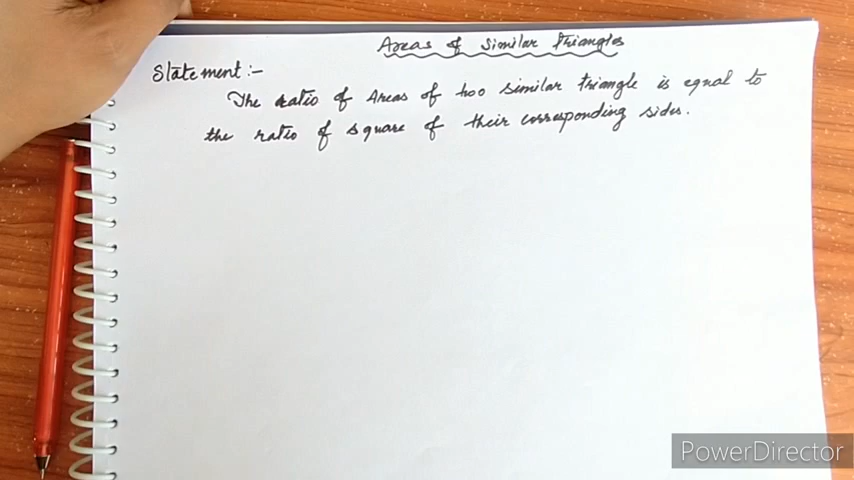 Areas of Similar triangles
Statement:-
The ratio of Areas of two similar triangle is equal to
the ratio of square of their corresponding sides.
PowerDirector